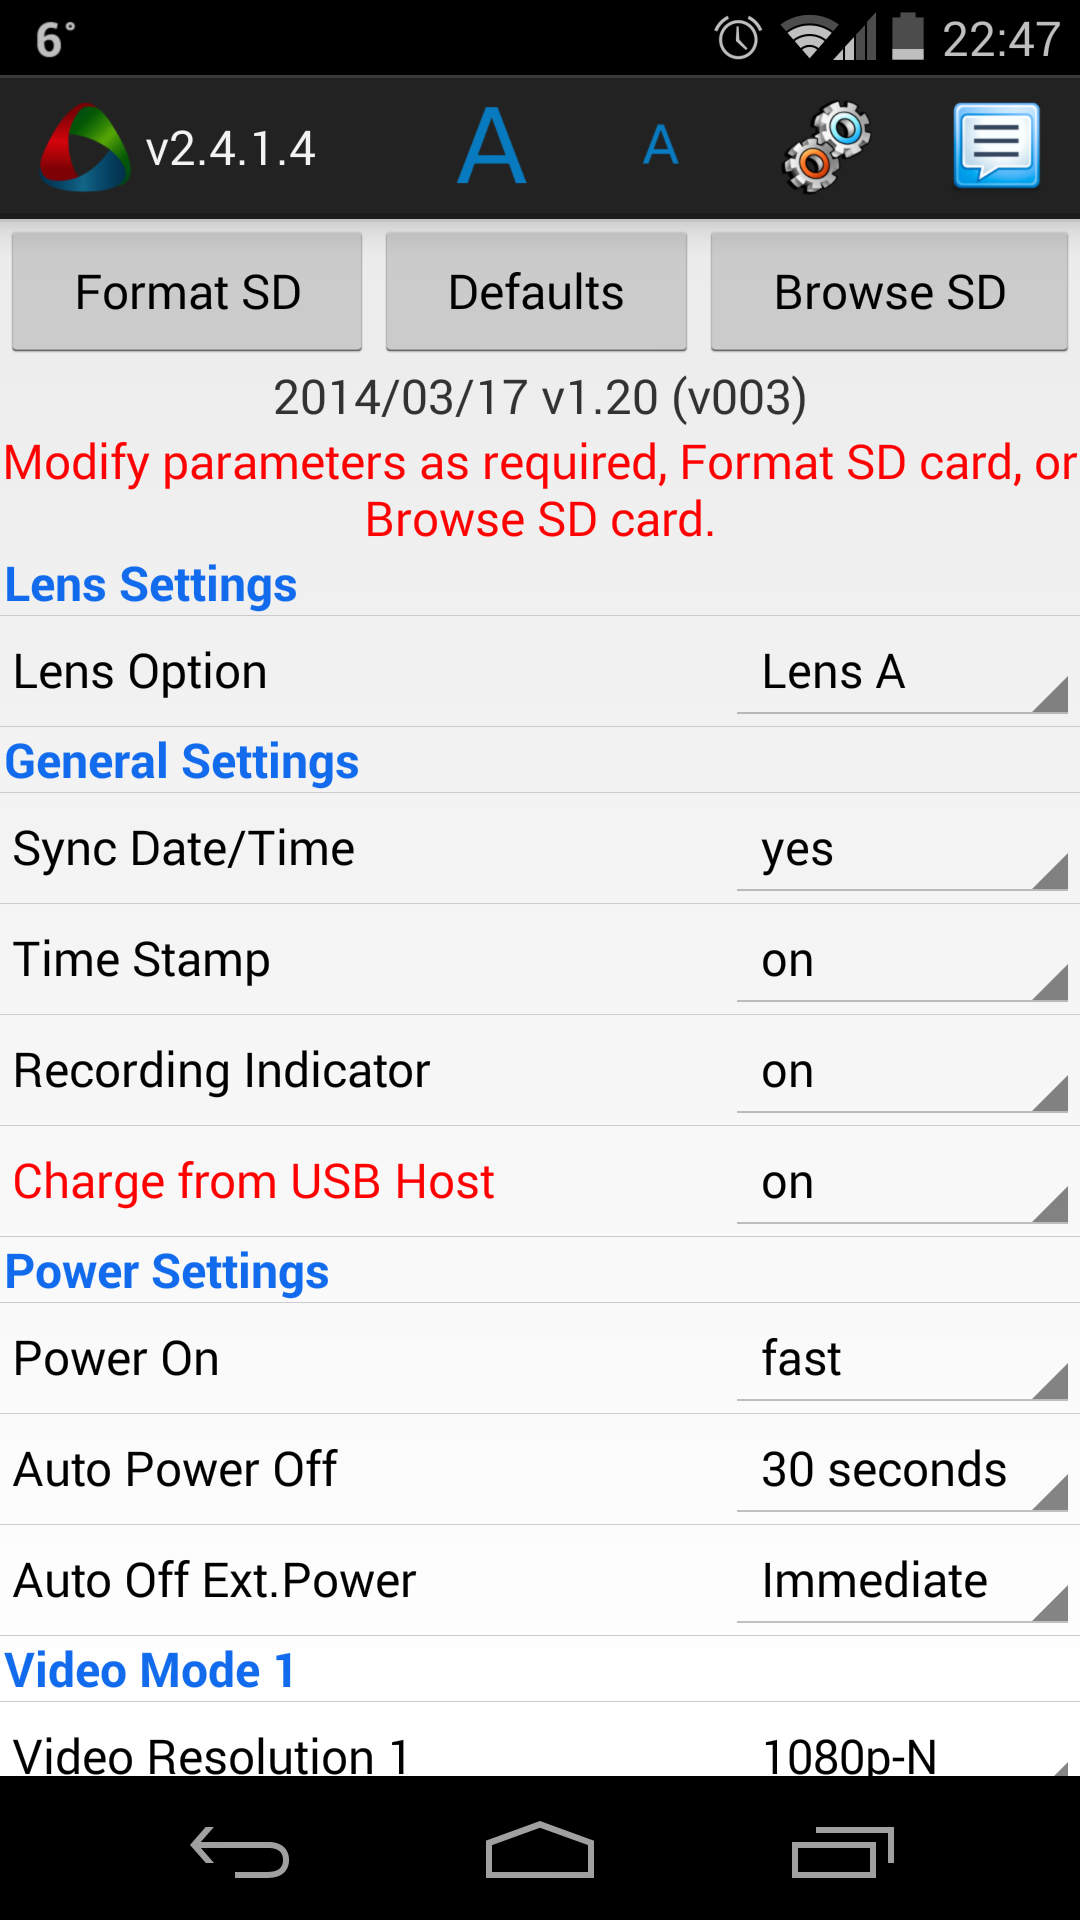 6°
22:47
v2.4.1.4
A
A
Format SD
Defaults
Browse SD
2014/03/17 v1.20 (v003)
Modify parameters as required, Format SD card, or
Browse SD card.
Lens Settings
Lens Option
Lens A
General Settings
Sync Date/Time
yes
Time Stamp
on
Recording Indicator
on
Charge from USB Host
on
Power Settings
Power On
fast
Auto Power Off
30 seconds
Auto Off Ext.Power
Immediate
Video Mode 1
Video Resolution 1
1080p-N